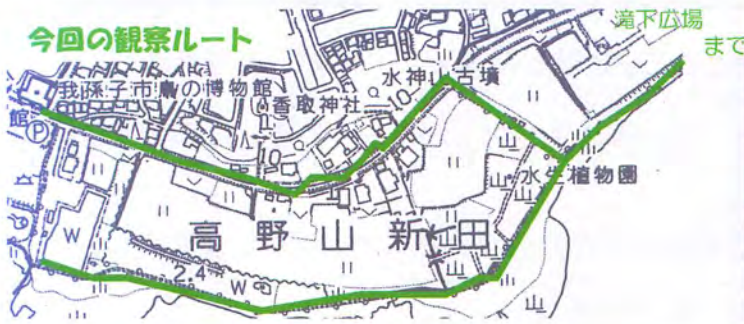 今回の観察ルート
滝下広場
まで
我孫子市鳥の博物館
水神山古墳
香取神社
10
館
P
10
水生植物園
高野山新田
W
2.4
W